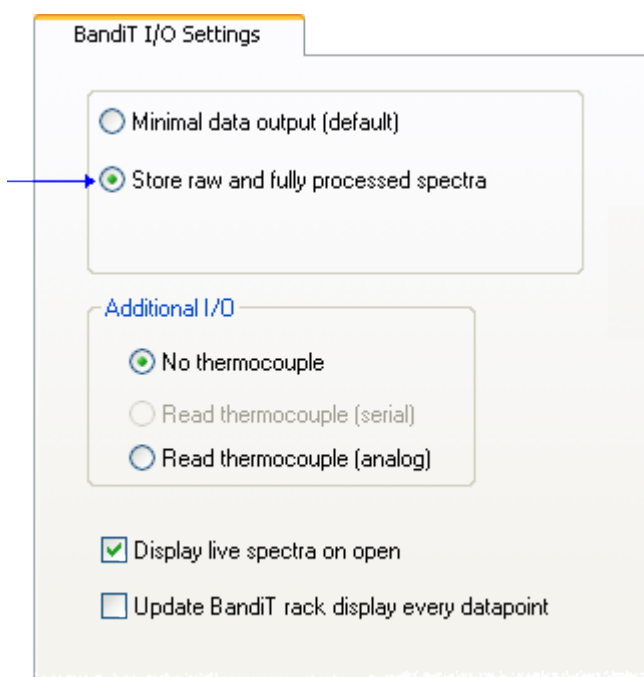 BandiT I/O Settings
Minimal data output (default)
Store raw and fully processed spectra
Additional I/O
No thermocouple
Read thermocouple (serial)
Read thermocouple (analog)
Display live spectra on open
Update BandiT rack display every datapoint